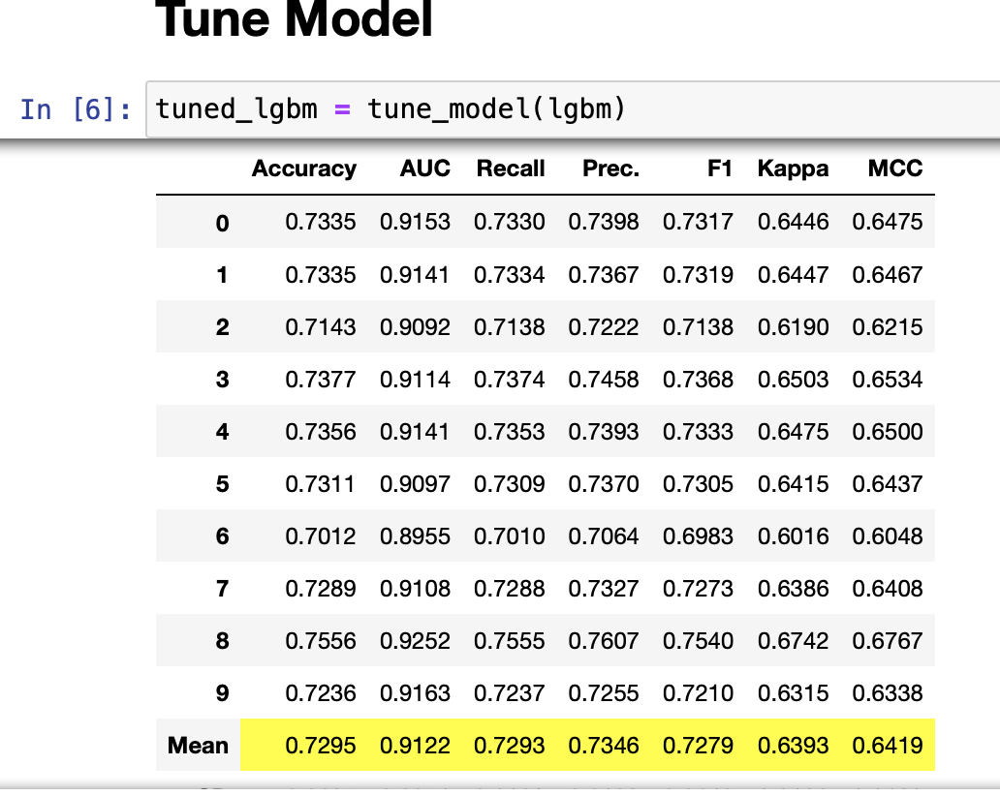 Tune Model
In [6]: tuned_lgbm = tune_model(lgbm)
Accuracy AUC Recall Prec. F1 Kappa MCC
0 0.7335 0.9153 0.7330 0.7398 0.7317 0.6446 0.6475
1 0.7335 0.9141 0.7334 0.7367 0.7319 0.6447 0.6467
2 0.7143 0.9092 0.7138 0.7222 0.7138 0.6190 0.6215
3 0.7377 0.9114 0.7374 0.7458 0.7368 0.6503 0.6534
4 0.7356 0.9141 0.7353 0.7393 0.7333 0.6475 0.6500
5 0.7311 0.9097 0.7309 0.7370 0.7305 0.6415 0.6437
6 0.7012 0.8955 0.7010 0.7064 0.6983 0.6016 0.6048
7 0.7289 0.9108 0.7288 0.7327 0.7273 0.6386 0.6408
8 0.7556 0.9252 0.7555 0.7607 0.7540 0.6742 0.6767
9 0.7236 0.9163 0.7237 0.7255 0.7210 0.6315 0.6338
Mean 0.7295 0.9122 0.7293 0.7346 0.7279 0.6393 0.6419